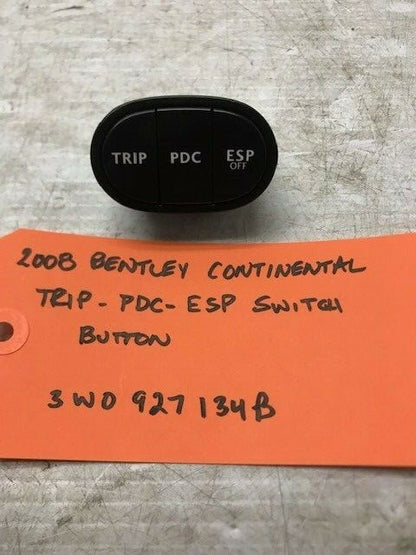 TRIP PDC ESP
OFF
2008 BENTLEY CONTINENTAL
TRIP - PDC - ESP SWITCH
BUTTON
3W0 927 134B